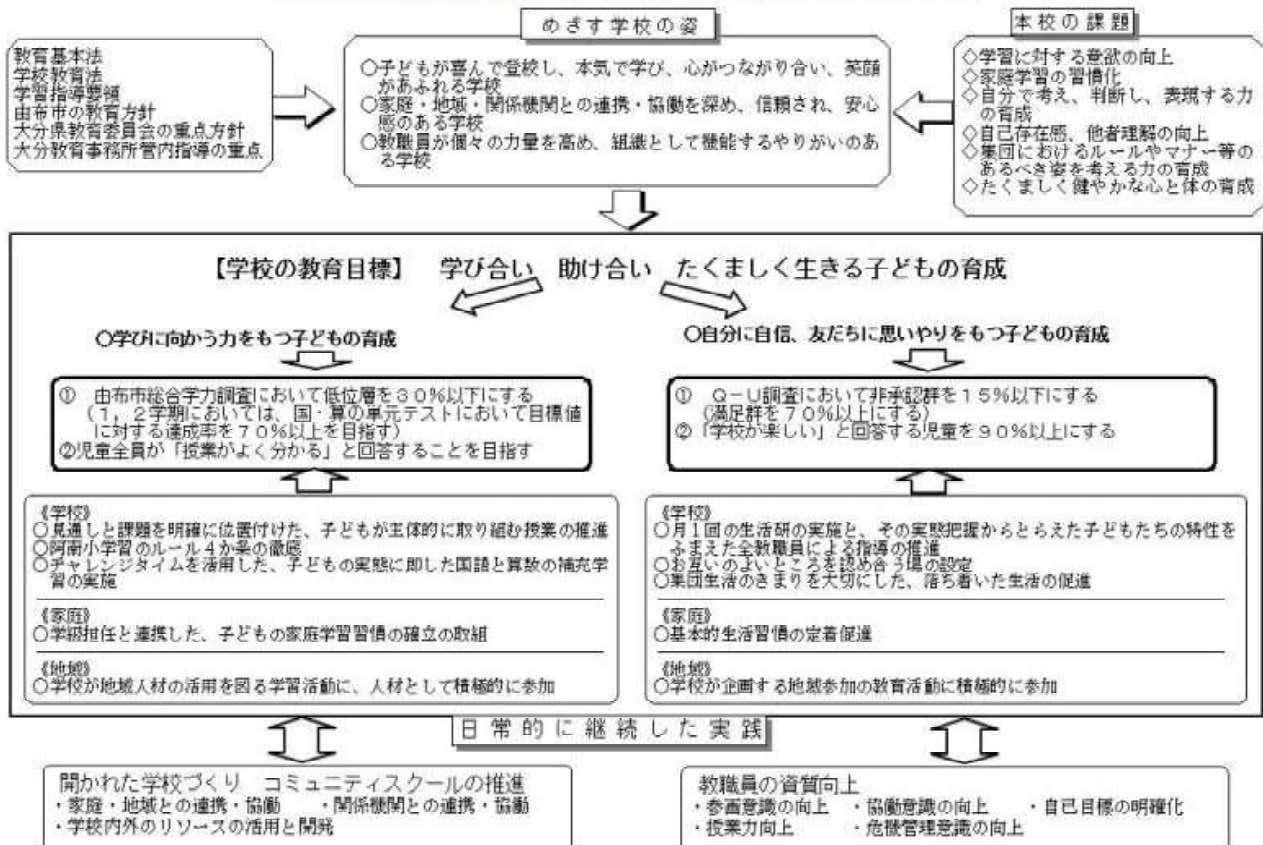 めざす学校の姿
本校の課題
教育基本法
学校教育法
学習指導要領
由布市の教育方針
大分県教育委員会の重点方針
大分教育事務所管内指導の重点
○子どもが喜んで登校し、本気で学び、心がつながり合い、笑顔
があふれる学校
○家庭・地域・関係機関との連携・協働を深め、信頼され、安心
感のある学校
○教職員が個々の力量を高め、組織として機能するやりがいのあ
る学校
◇学習に対する意欲の向上
◇家庭学習の習慣化
◇自分で考え、判断し、表現する力
の育成
◇自己存在感、他者理解の向上
◇集団におけるルールやマナー等の
あるべき姿を考える力の育成
◇たくましく健やかな心と体の育成
【学校の教育目標】 学び合い 助け合い たくましく生きる子どもの育成
○学びに向かう力をもつ子どもの育成
① 由布市総合学力調査において低位層を30%以下にする
(1,2学期においては、国・算の単元テストにおいて目標値
に対する達成率を70%以上を目指す)
②児童全員が「授業がよく分かる」と回答することを目指す
《学校》
○見通しと課題を明確に位置付けた、子どもが主体的に取り組む授業の推進
○阿南小学習のルール4か条の徹底
○チャレンジタイムを活用した、子どもの実態に即した国語と算数の補充学
習の実施
《家庭》
○学級担任と連携した、子どもの家庭学習習慣の確立の取組
《地域》
○学校が地域人材の活用を図る学習活動に、人材として積極的に参加
○自分に自信、友だちに思いやりをもつ子どもの育成
① Q-U調査において非承認群を15%以下にする
(満足群を70%以上にする)
②「学校が楽しい」と回答する児童を90%以上にする
《学校》
○月1回の生活研の実施と、その実態把握からとらえた子どもたちの特性を
ふまえた全教職員による指導の推進
○お互いのよいところを認め合う場の設定
○集団生活のきまりを大切にした、落ち着いた生活の促進
《家庭》
○基本的生活習慣の定着促進
《地域》
○学校が企画する地域参加の教育活動に積極的に参加
日常的に継続した実践
開かれた学校づくり コミュニティスクールの推進
・家庭・地域との連携・協働 ・関係機関との連携・協働
・学校内外のリソースの活用と開発
教職員の資質向上
・参画意識の向上 ・協働意識の向上 ・自己目標の明確化
・授業力向上 ・危機管理意識の向上